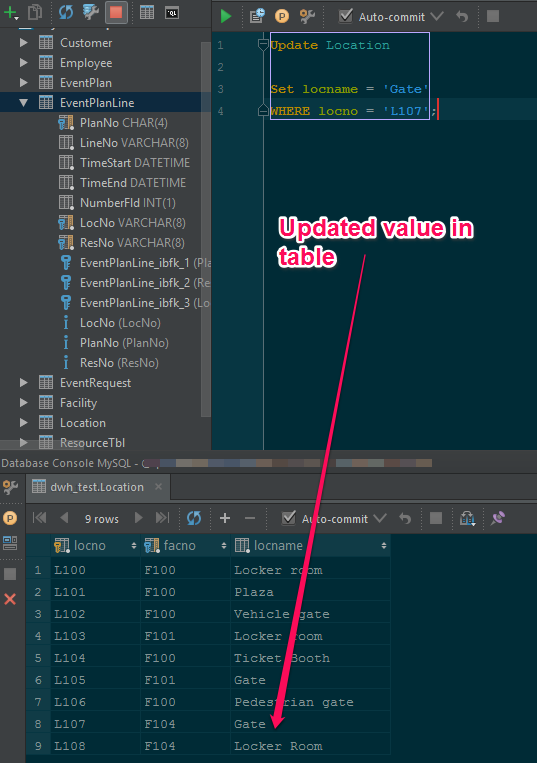 Customer
Employee
EventPlan
EventPlanLine
PlanNo CHAR(4)
LineNo VARCHAR(8)
TimeStart DATETIME
TimeEnd DATETIME
NumberFld INT(1)
LocNo VARCHAR(8)
ResNo VARCHAR(8)
EventPlanLine_ibfk_1 (Pla
EventPlanLine_ibfk_2 (Re
EventPlanLine_ibfk_3 (Lo
LocNo (LocNo)
PlanNo (PlanNo)
ResNo (ResNo)
EventRequest
Facility
Location
ResourceTbl
Auto-commit
1 Update Location
2
3 Set locname = 'Gate'
4 WHERE locno = 'L107';
Updated value in
table
Database Console MySQL -
dwh_test.Location
9 rows Auto-commit
locno facno locname
1 L100 F100 Locker room
2 L101 F100 Plaza
3 L102 F100 Vehicle gate
4 L103 F101 Locker room
5 L104 F100 Ticket Booth
6 L105 F101 Gate
7 L106 F100 Pedestrian gate
8 L107 F104 Gate
9 L108 F104 Locker Room